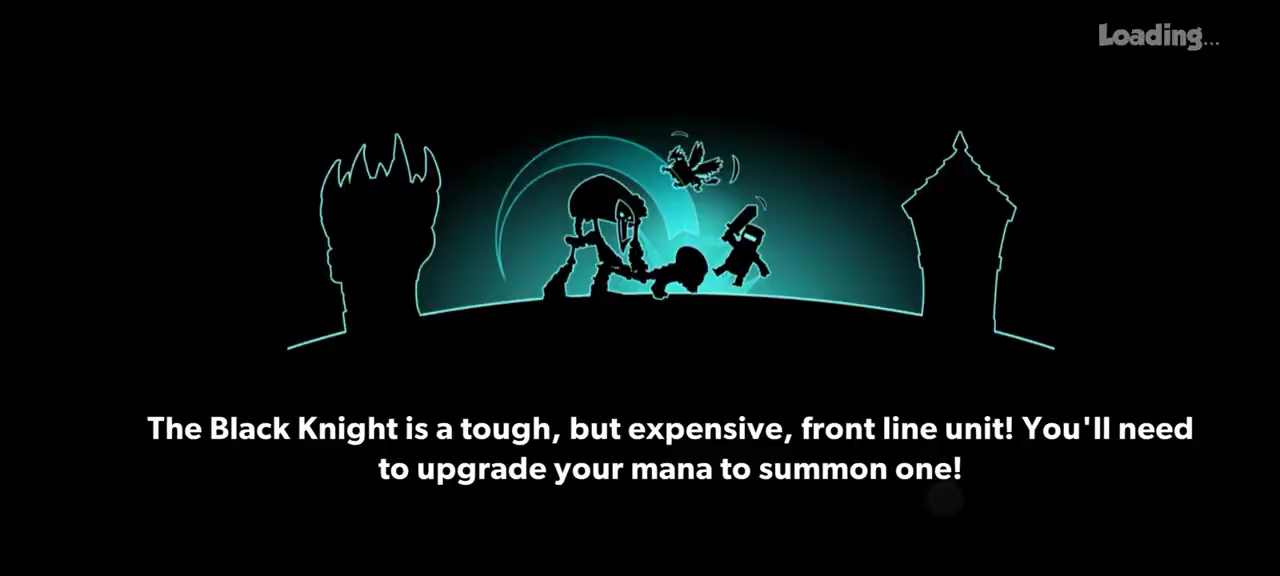 Loading...
The Black Knight is a tough, but expensive, front line unit! You'll need
to upgrade your mana to summon one!